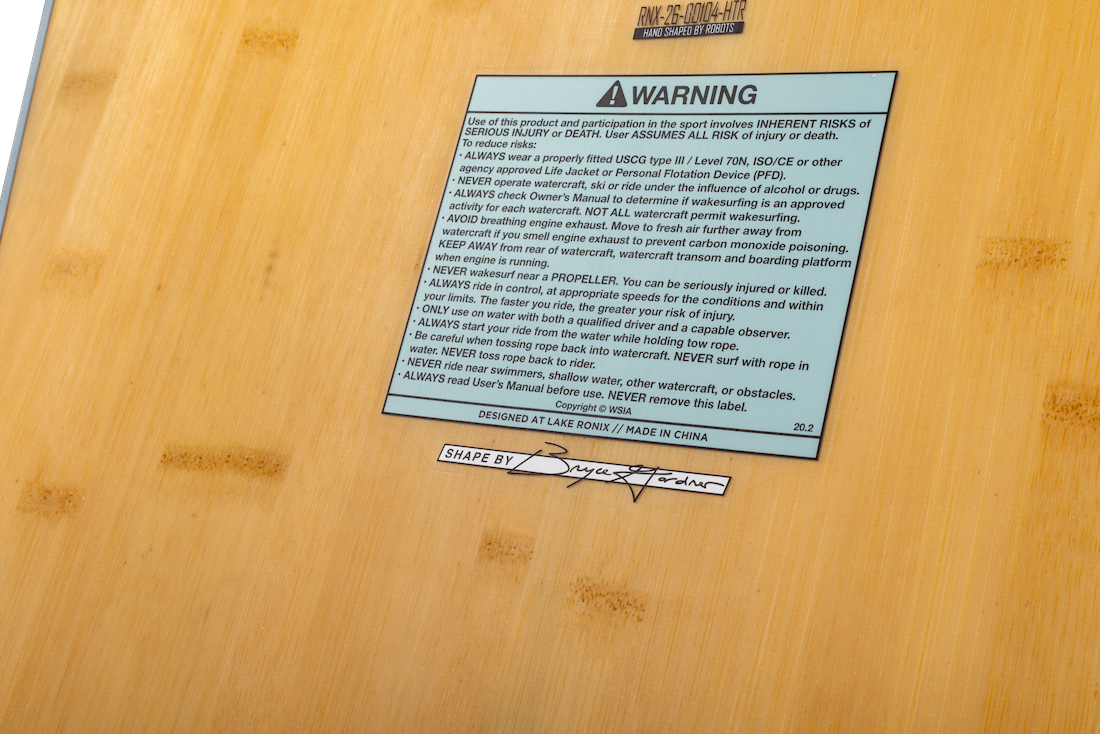 RNX-26-00104-HTR
HAND SHAPED BY ROBOTS
WARNING
Use of this product and participation in the sport involves INHERENT RISKS of
SERIOUS INJURY or DEATH. User ASSUMES ALL RISK of injury or death.
To reduce risks:
· ALWAYS wear a properly fitted USCG type III / Level 70N, ISO/CE or other
agency approved Life Jacket or Personal Flotation Device (PFD).
· NEVER operate watercraft, ski or ride under the influence of alcohol or drugs.
· ALWAYS check Owner's Manual to determine if wakesurfing is an approved
activity for each watercraft. NOT ALL watercraft permit wakesurfing.
· AVOID breathing engine exhaust. Move to fresh air further away from
watercraft if you smell engine exhaust to prevent carbon monoxide poisoning.
KEEP AWAY from rear of watercraft, watercraft transom and boarding platform
when engine is running.
· NEVER wakesurf near a PROPELLER. You can be seriously injured or killed.
· ALWAYS ride in control, at appropriate speeds for the conditions and within
your limits. The faster you ride, the greater your risk of injury.
· ONLY use on water with both a qualified driver and a capable observer.
· ALWAYS start your ride from the water while holding tow rope.
· Be careful when tossing rope back into watercraft. NEVER surf with rope in
water. NEVER toss rope back to rider.
· NEVER ride near swimmers, shallow water, other watercraft, or obstacles.
· ALWAYS read User's Manual before use. NEVER remove this label.
Copyright © WSIA
20.2
DESIGNED AT LAKE RONIX // MADE IN CHINA
SHAPE BY Bryce Gardner